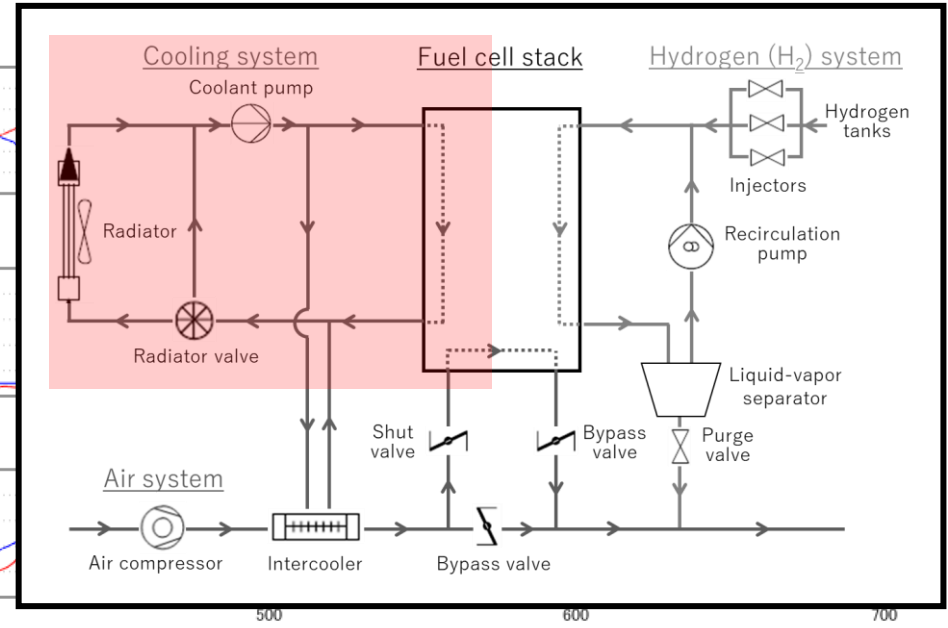 Cooling system
Fuel cell stack
Hydrogen (H₂) system
Coolant pump
Hydrogen
tanks
Injectors
Radiator
Recirculation
pump
Radiator valve
Liquid-vapor
separator
Shut
valve
Bypass
valve
Purge
valve
Air system
Air compressor
Intercooler
Bypass valve
500
600
700